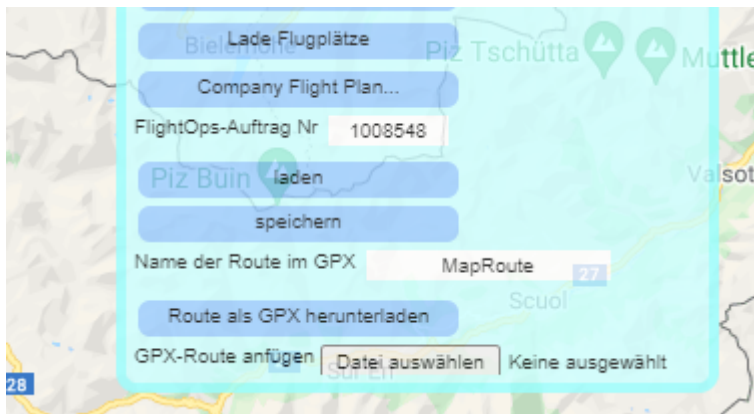 Lade Flugplätze
Bielerhöhe
Piz Tschütta
Muttle
Company Flight Plan...
FlightOps-Auftrag Nr 1008548
Piz Buin
laden
Valsot
speichern
Name der Route im GPX MapRoute
27
Scuol
Route als GPX herunterladen
GPX-Route anfügen Datei auswählen Keine ausgewählt
Sur En
28